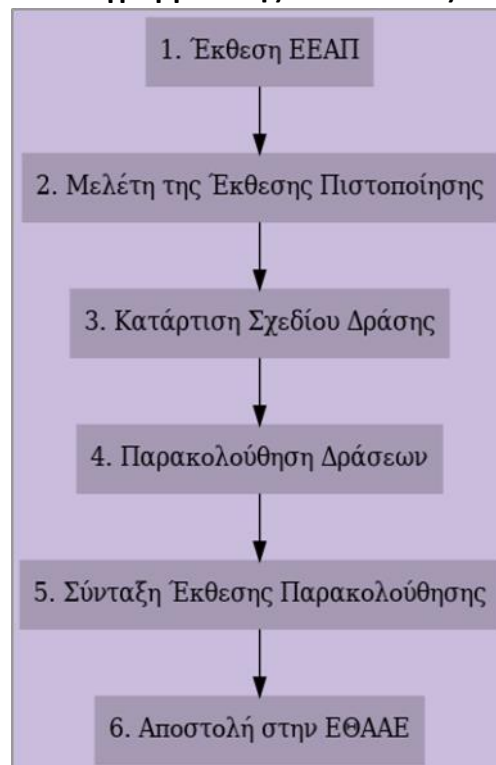 1. Έκθεση ΕΕΑΠ
2. Μελέτη της Έκθεσης Πιστοποίησης
3. Κατάρτιση Σχεδίου Δράσης
4. Παρακολούθηση Δράσεων
5. Σύνταξη Έκθεσης Παρακολούθησης
6. Αποστολή στην ΕΘΑΑΕ